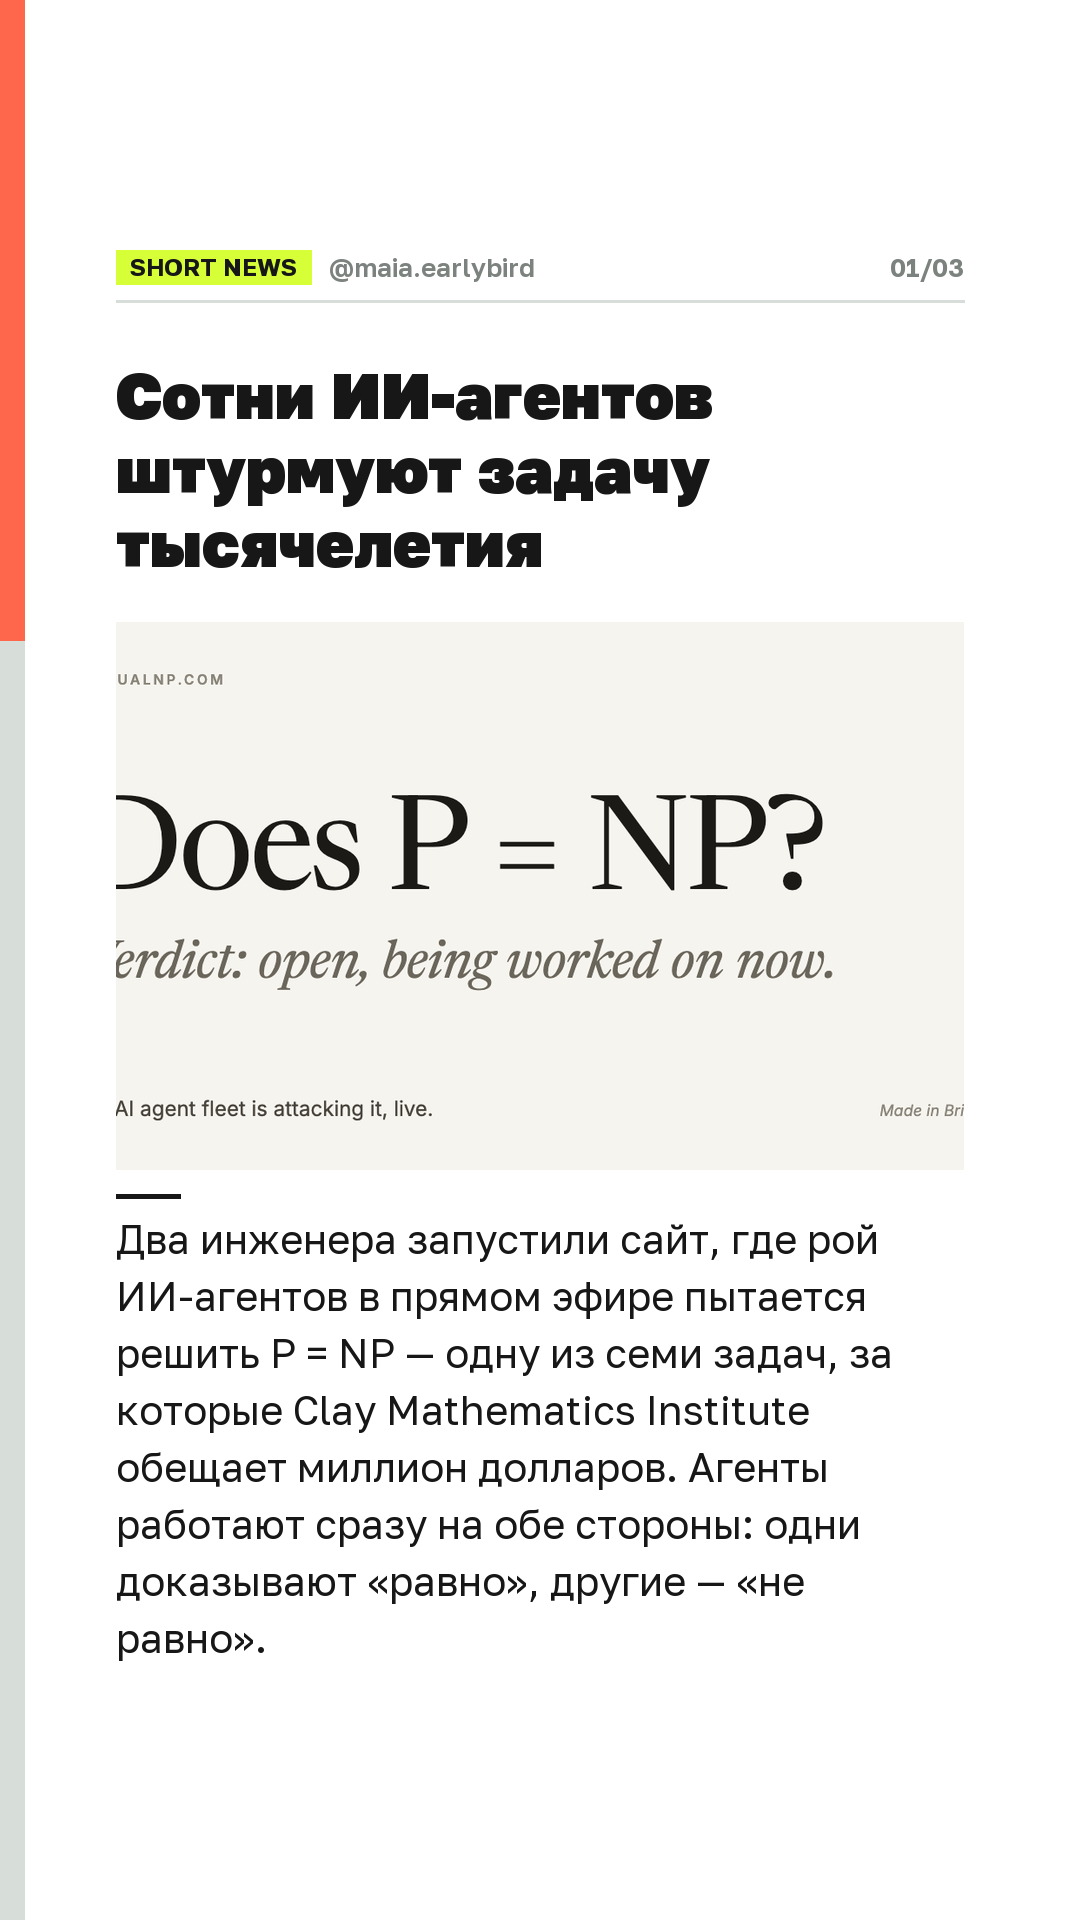 SHORT NEWS @maia.earlybird 01/03
Сотни ИИ-агентов
штурмуют задачу
тысячелетия
UALNP.COM
Does P = NP?
Verdict: open, being worked on now.
AI agent fleet is attacking it, live.
Made in Bri
Два инженера запустили сайт, где рой
ИИ-агентов в прямом эфире пытается
решить P = NP — одну из семи задач, за
которые Clay Mathematics Institute
обещает миллион долларов. Агенты
работают сразу на обе стороны: одни
доказывают «равно», другие — «не
равно».